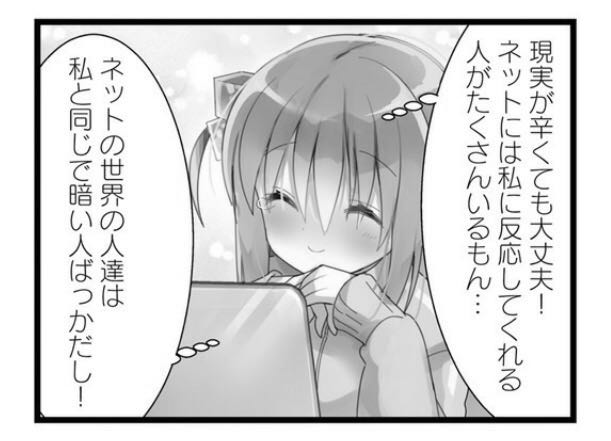 現実が辛くても大丈夫！
ネットには私に反応してくれる
人がたくさんいるもん…
ネットの世界の人達は
私と同じで暗い人ばっかだし！